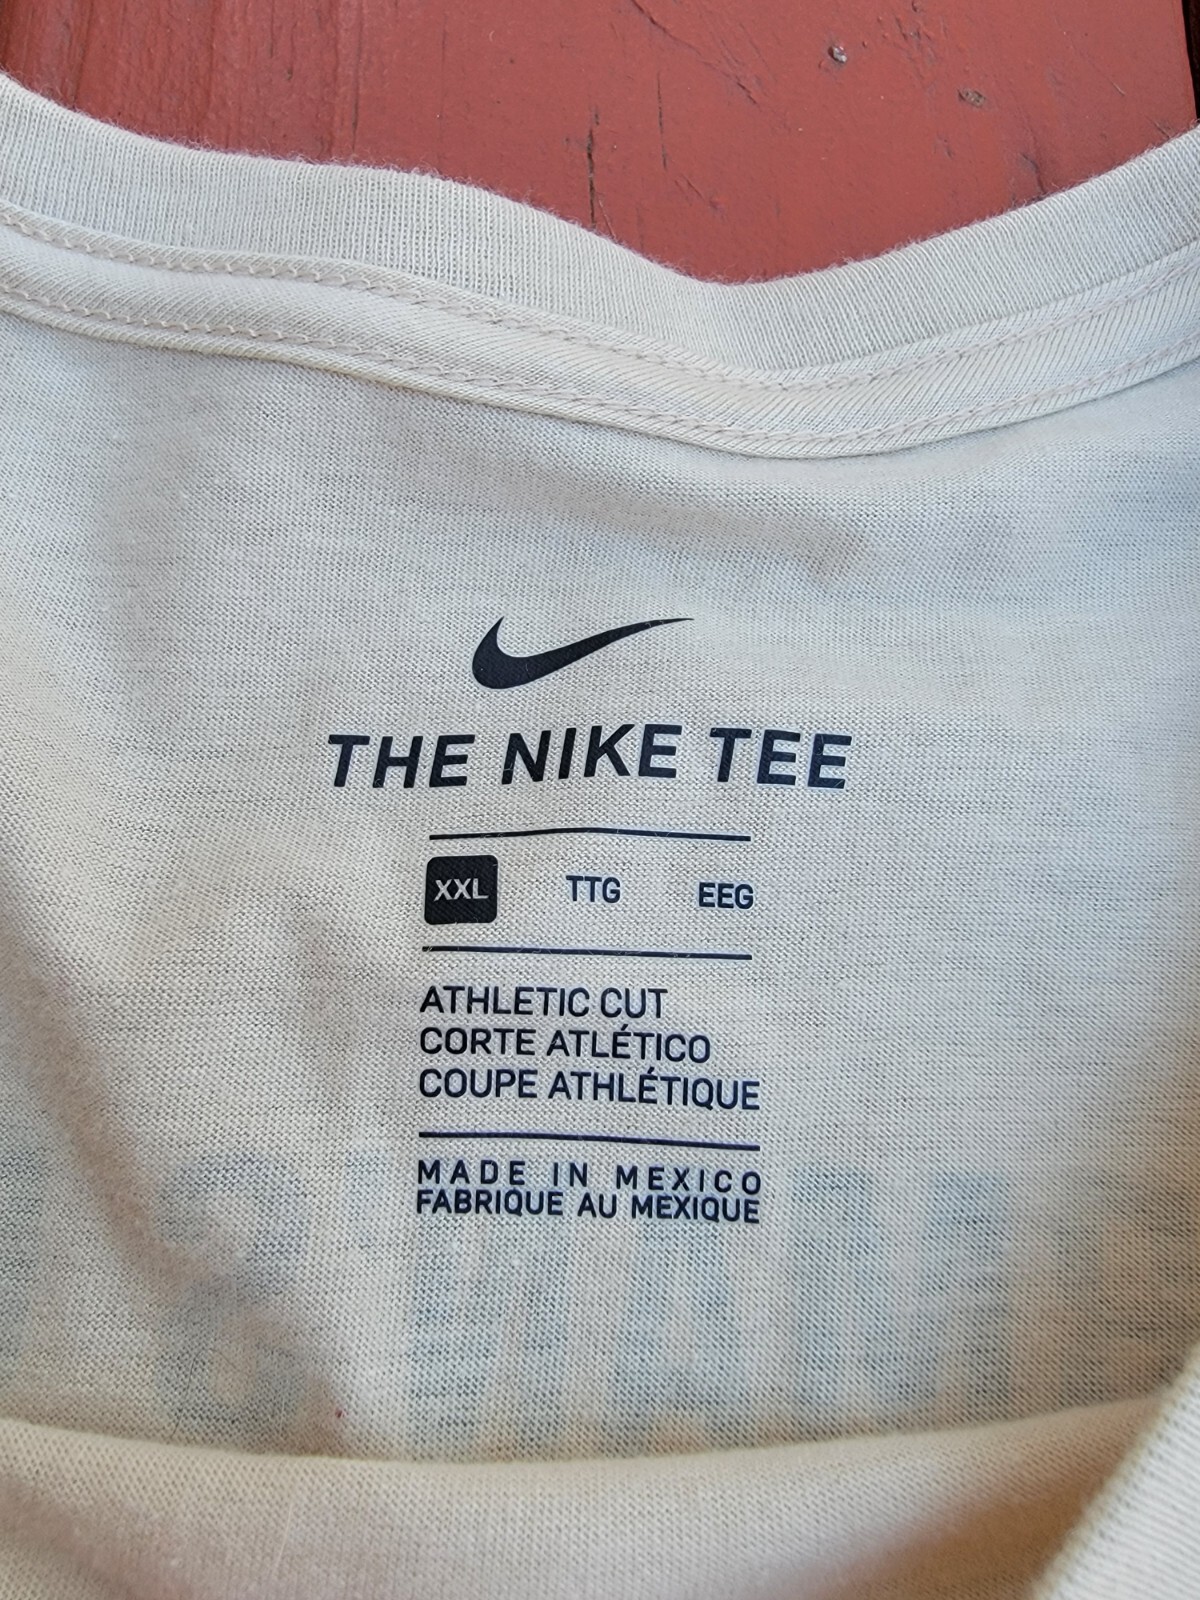 THE NIKE TEE
XXL TTG EEG
ATHLETIC CUT
CORTE ATLÉTICO
COUPE ATHLÉTIQUE
MADE IN MEXICO
FABRIQUE AU MEXIQUE